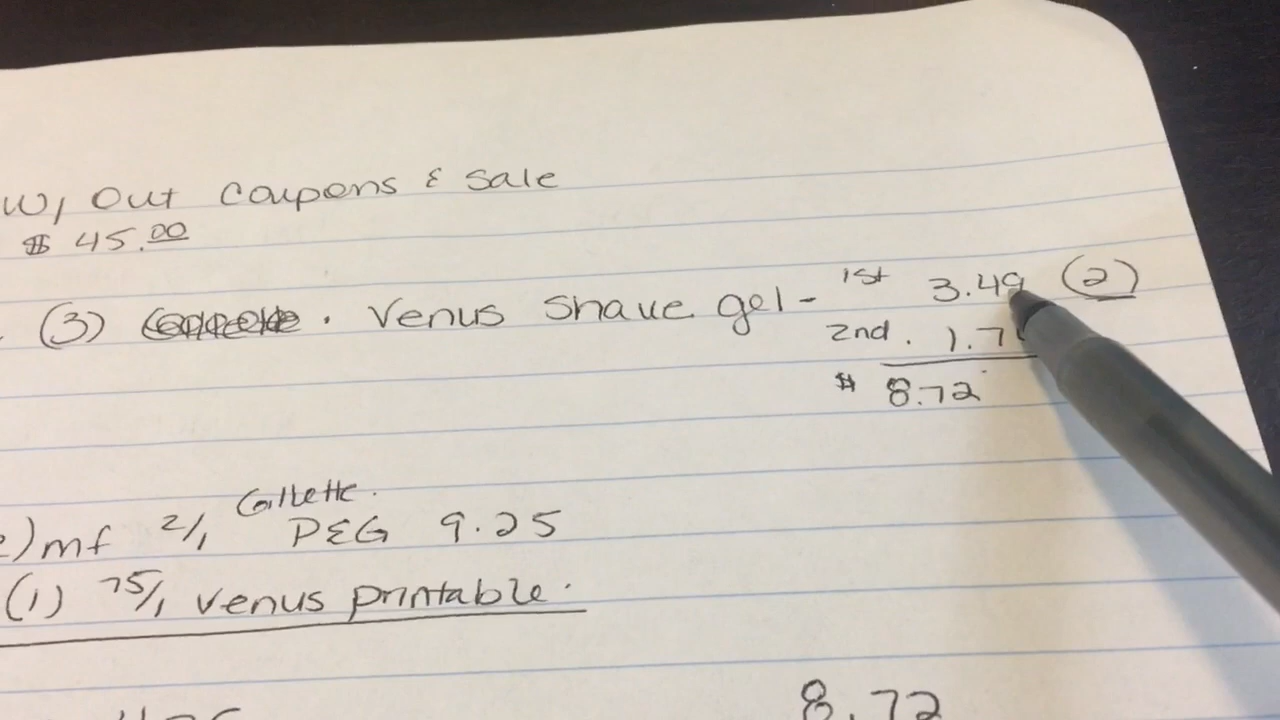 W/ Out Coupons & Sale
$ 45.00
(3) . Venus Shave gel - 1st 3.49 (2)
2nd . 1.7
$ 8.72
mf 2/1 Gillette. P&G 9.25
(1) 75/1 Venus printable.
8.72